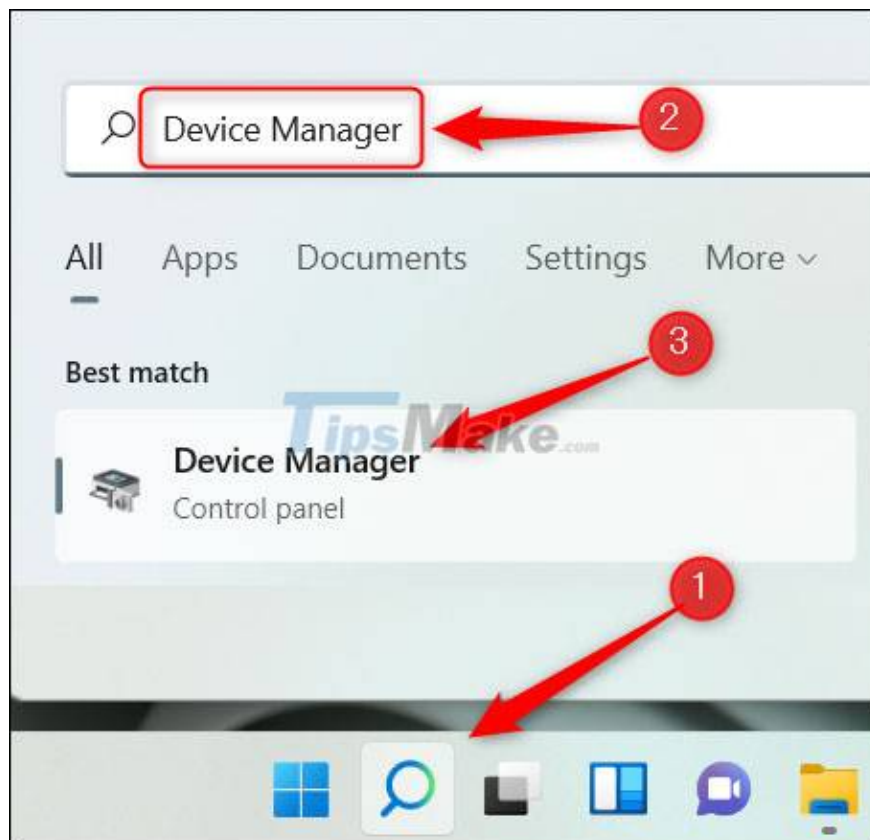 Device Manager
2
All Apps Documents Settings More
3
Best match
TipsMake.com
Device Manager
Control panel
1